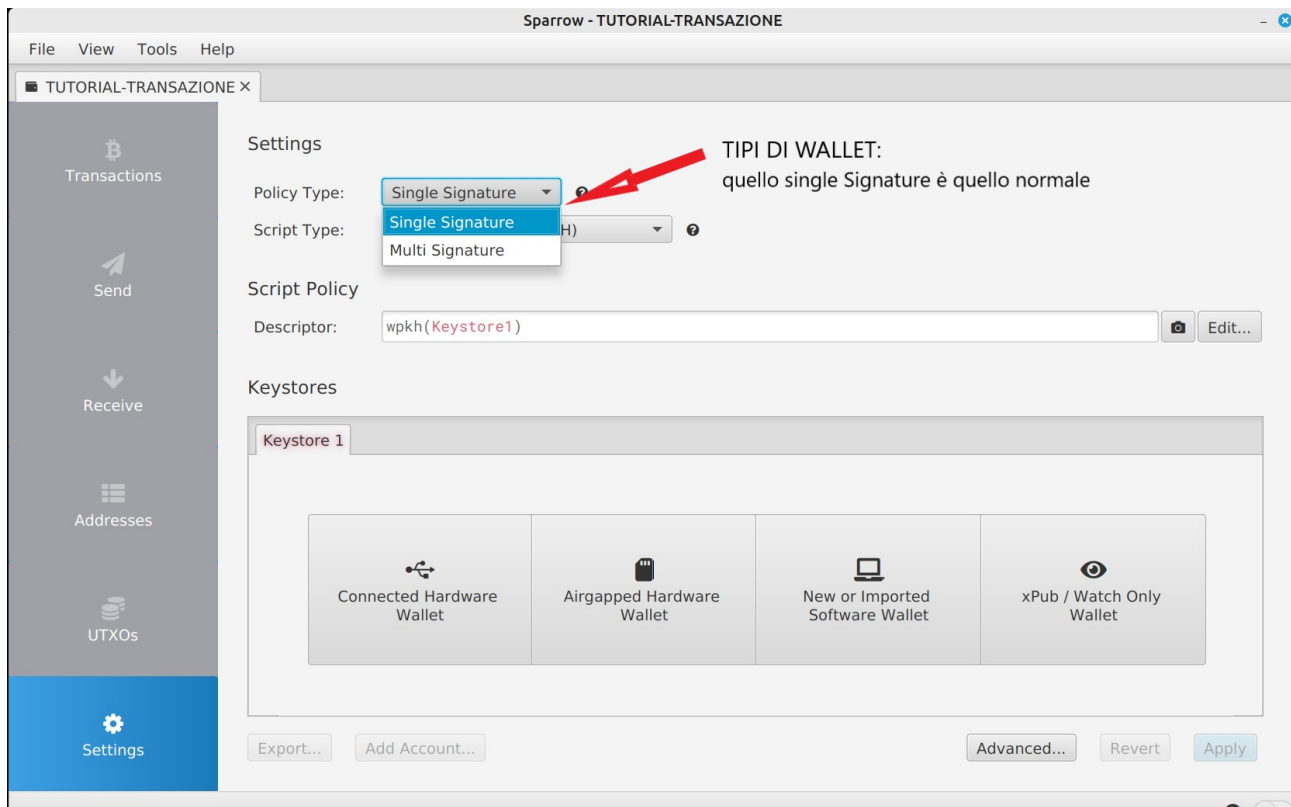 Sparrow - TUTORIAL-TRANSAZIONE
File View Tools Help
TUTORIAL-TRANSAZIONE
Transactions
Send
Receive
Addresses
UTXOs
Settings
Settings
TIPI DI WALLET:
quello single Signature è quello normale
Policy Type: Single Signature
Single Signature
Multi Signature
Script Type: H)
Script Policy
Descriptor: wpkh(Keystore1) Edit...
Keystores
Keystore 1
Connected Hardware
Wallet
Airgapped Hardware
Wallet
New or Imported
Software Wallet
xPub / Watch Only
Wallet
Export... Add Account... Advanced... Revert Apply